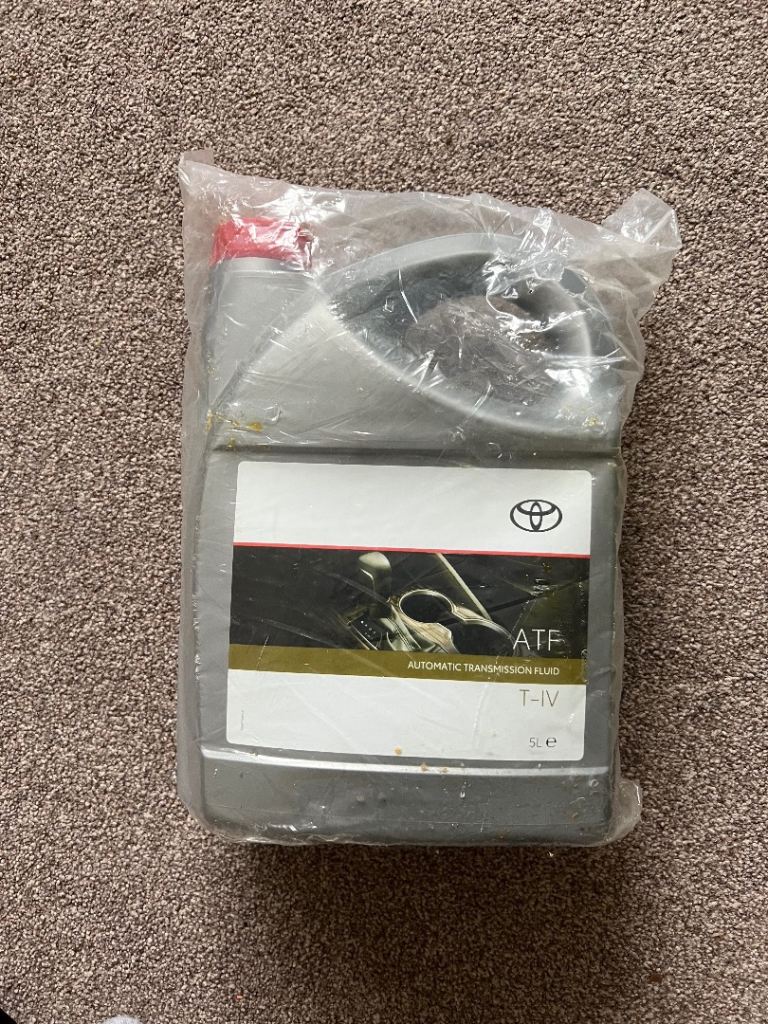 ATF
AUTOMATIC TRANSMISSION FLUID
T-IV
5L e